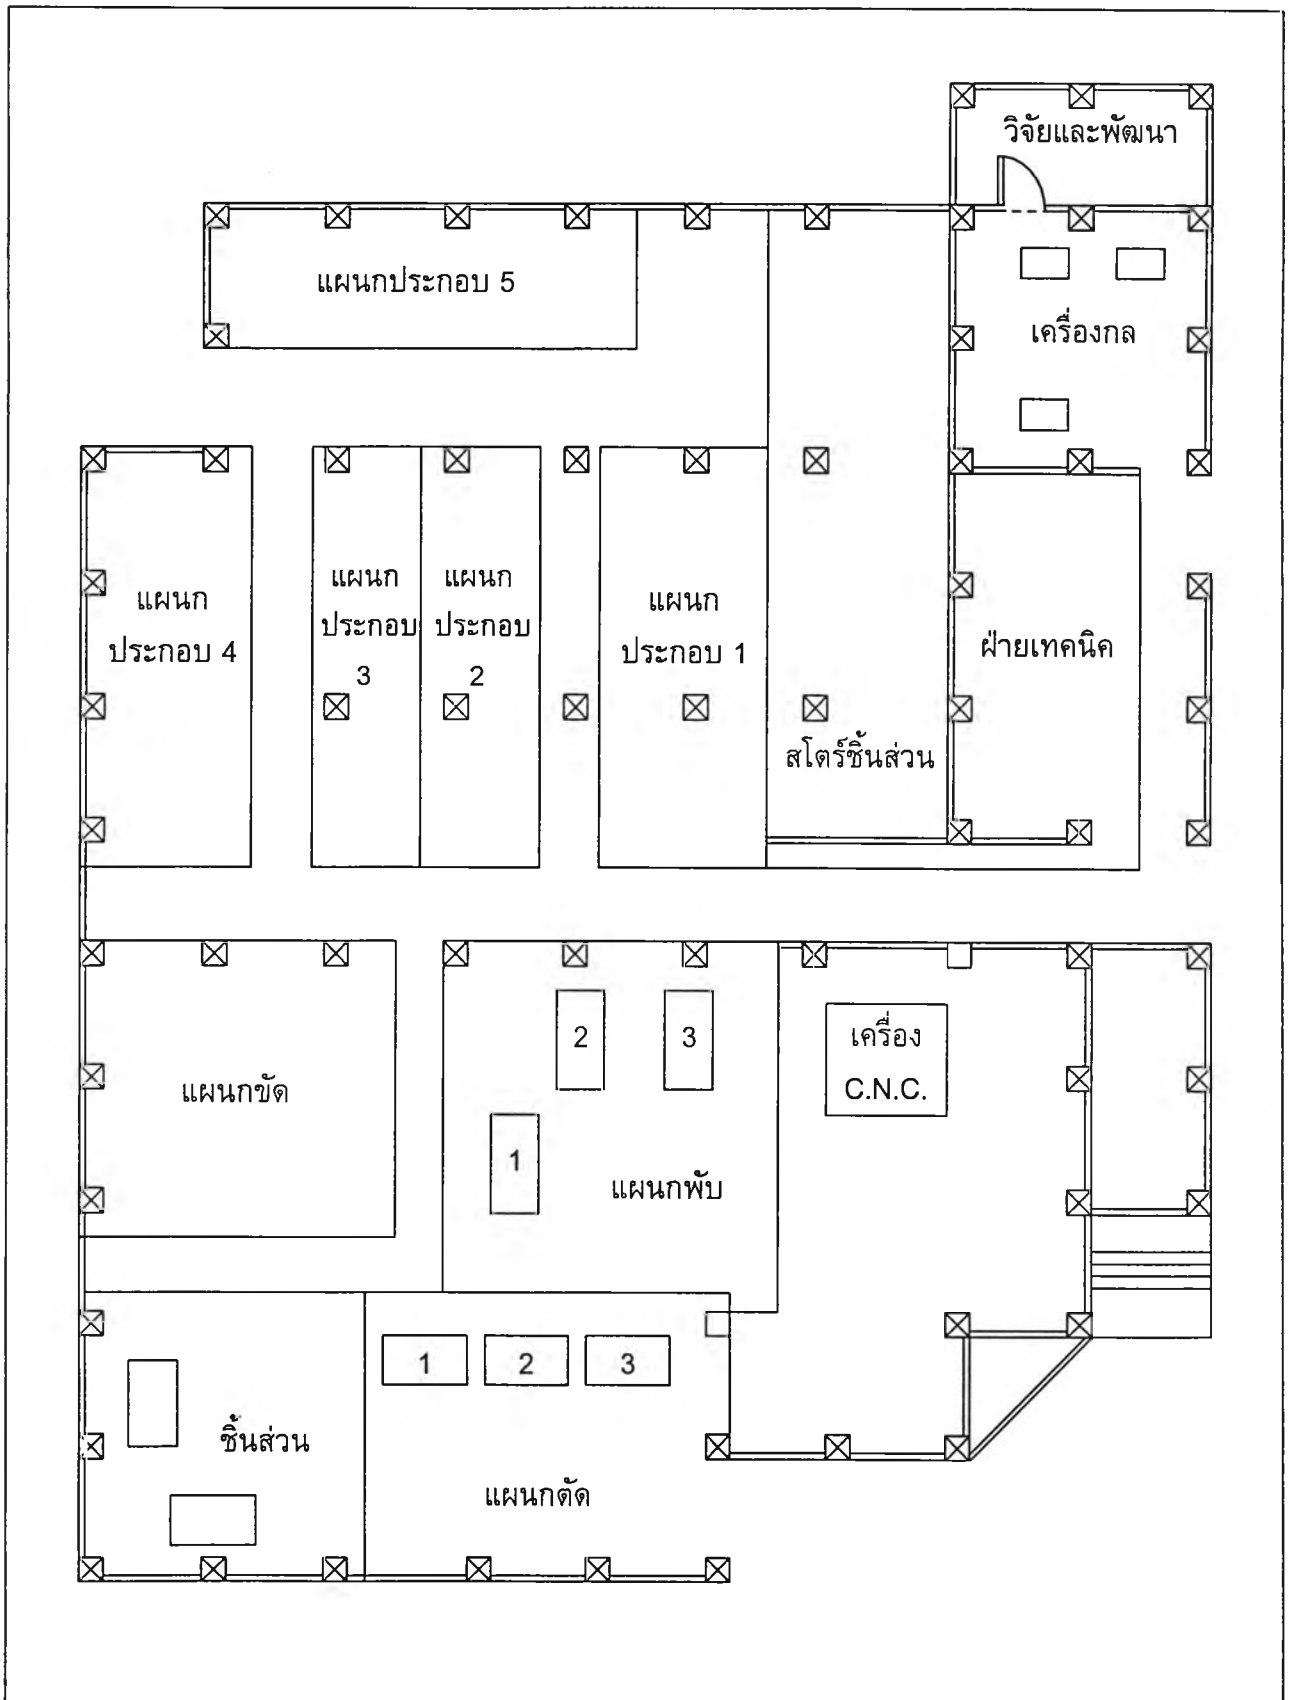 วิจัยและพัฒนา
แผนกประกอบ 5
เครื่องกล
แผนก
ประกอบ 4
แผนก
ประกอบ
3
แผนก
ประกอบ
2
แผนก
ประกอบ 1
ฝ่ายเทคนิค
สโตร์ชิ้นส่วน
แผนกขัด
2
3
1
แผนกพับ
เครื่อง
C.N.C.
1
2
3
ชิ้นส่วน
แผนกตัด